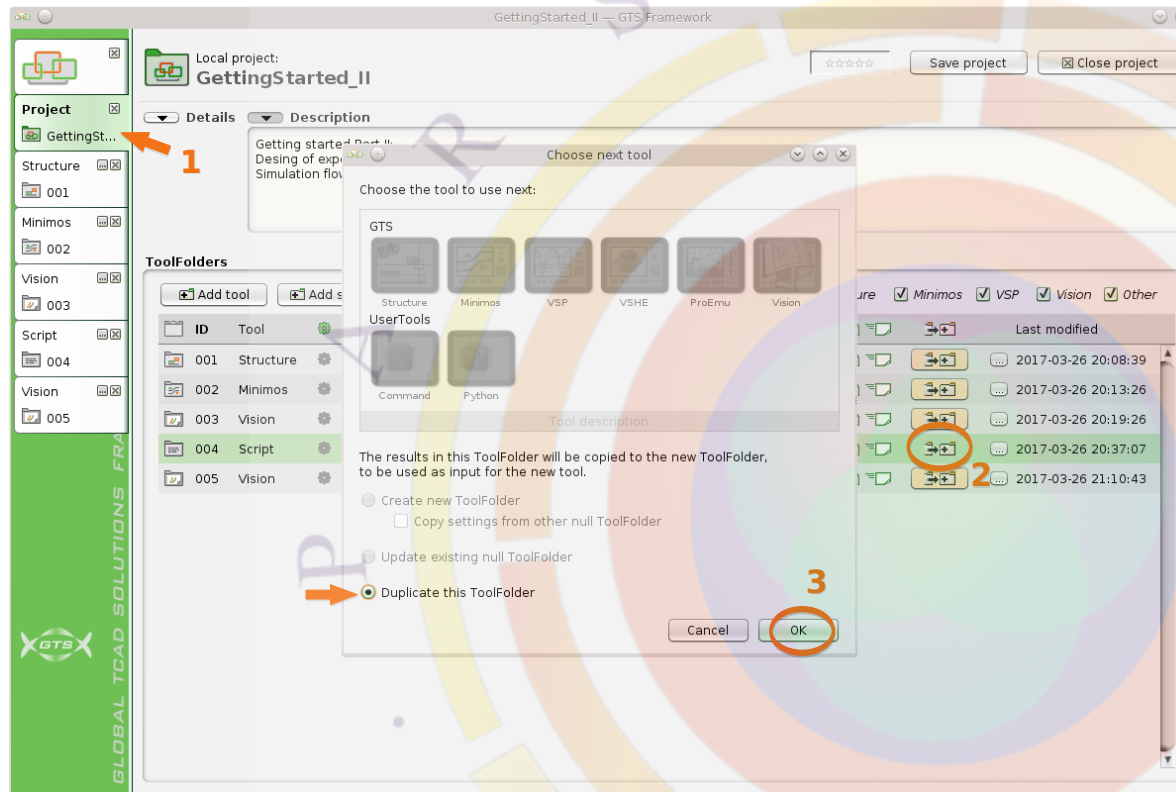 GettingStarted_II — GTS Framework
Local project:
GettingStarted_II
☆☆☆☆☆
Save project
Close project
Project
GettingSt...
1
Structure
001
Minimos
002
Vision
003
Script
004
Vision
005
Details
Description
Getting started Part II:
Desing of exp
Simulation flow
Choose next tool
Choose the tool to use next:
GTS
Structure
Minimos
VSP
VSHE
ProEmu
Vision
UserTools
Command
Python
Tool description
The results in this ToolFolder will be copied to the new ToolFolder,
to be used as input for the new tool.
Create new ToolFolder
Copy settings from other null ToolFolder
Update existing null ToolFolder
Duplicate this ToolFolder
3
Cancel
OK
ToolFolders
Add tool
Add s
ure Minimos VSP Vision Other
ID Tool Last modified
001 Structure ... 2017-03-26 20:08:39
002 Minimos ... 2017-03-26 20:13:26
003 Vision ... 2017-03-26 20:19:26
004 Script ... 2017-03-26 20:37:07
2
005 Vision ... 2017-03-26 21:10:43
GTS
GLOBAL TCAD SOLUTIONS FRA
P A R S